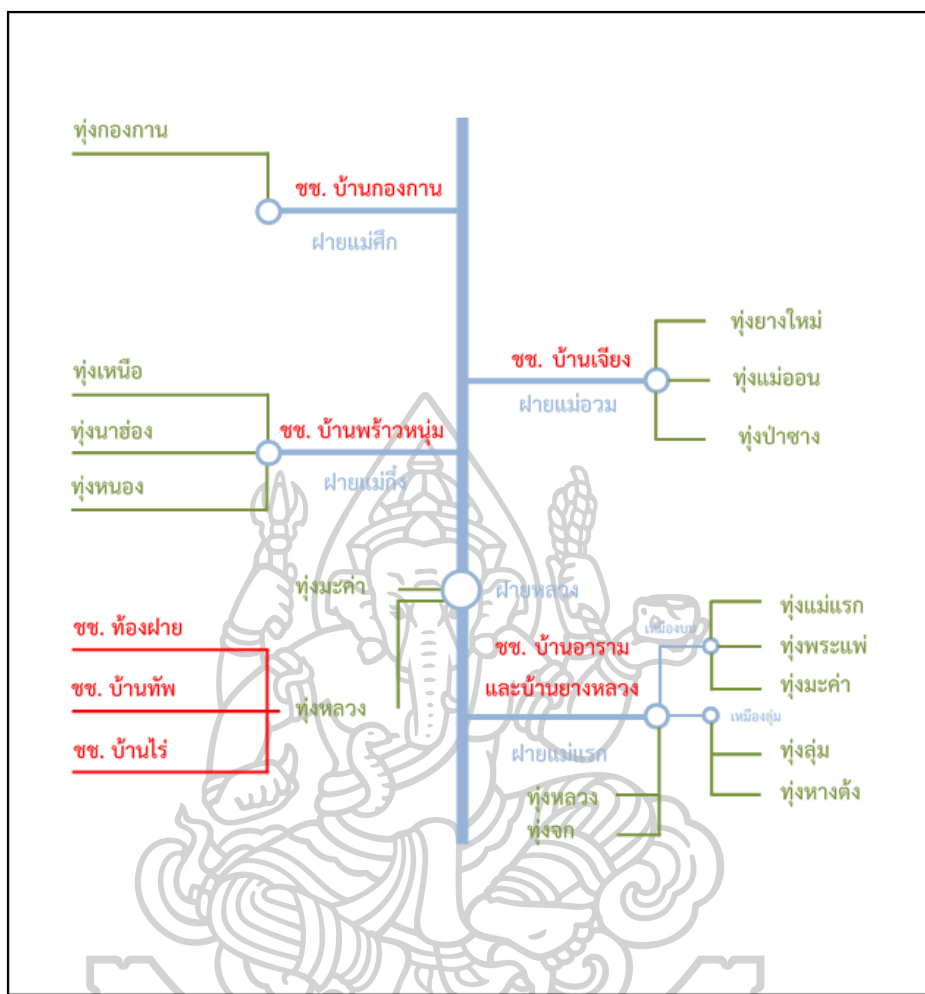 ทุ่งกองกาน
ชช. บ้านกองกาน
ฝายแม่ศึก
ทุ่งยางใหม่
ชช. บ้านเจียง
ทุ่งแม่ออน
ฝายแม่อวม
ทุ่งป่าซาง
ทุ่งเหนือ
ทุ่งนาฮ่อง
ชช. บ้านพร้าวหนุ่ม
ทุ่งหนอง
ฝายแม่กึ๋ง
ทุ่งมะค่า
ฝายหลวง
ทุ่งแม่แรก
เหมืองบน
ชช. ท้องฝาย
ชช. บ้านอาราม
ทุ่งพระแพ่
ชช. บ้านทัพ
และบ้านยางหลวง
ทุ่งมะค่า
ทุ่งหลวง
เหมืองลุ่ม
ชช. บ้านไร่
ฝายแม่แรก
ทุ่งลุ่ม
ทุ่งหลวง
ทุ่งหางต้ง
ทุ่งจก